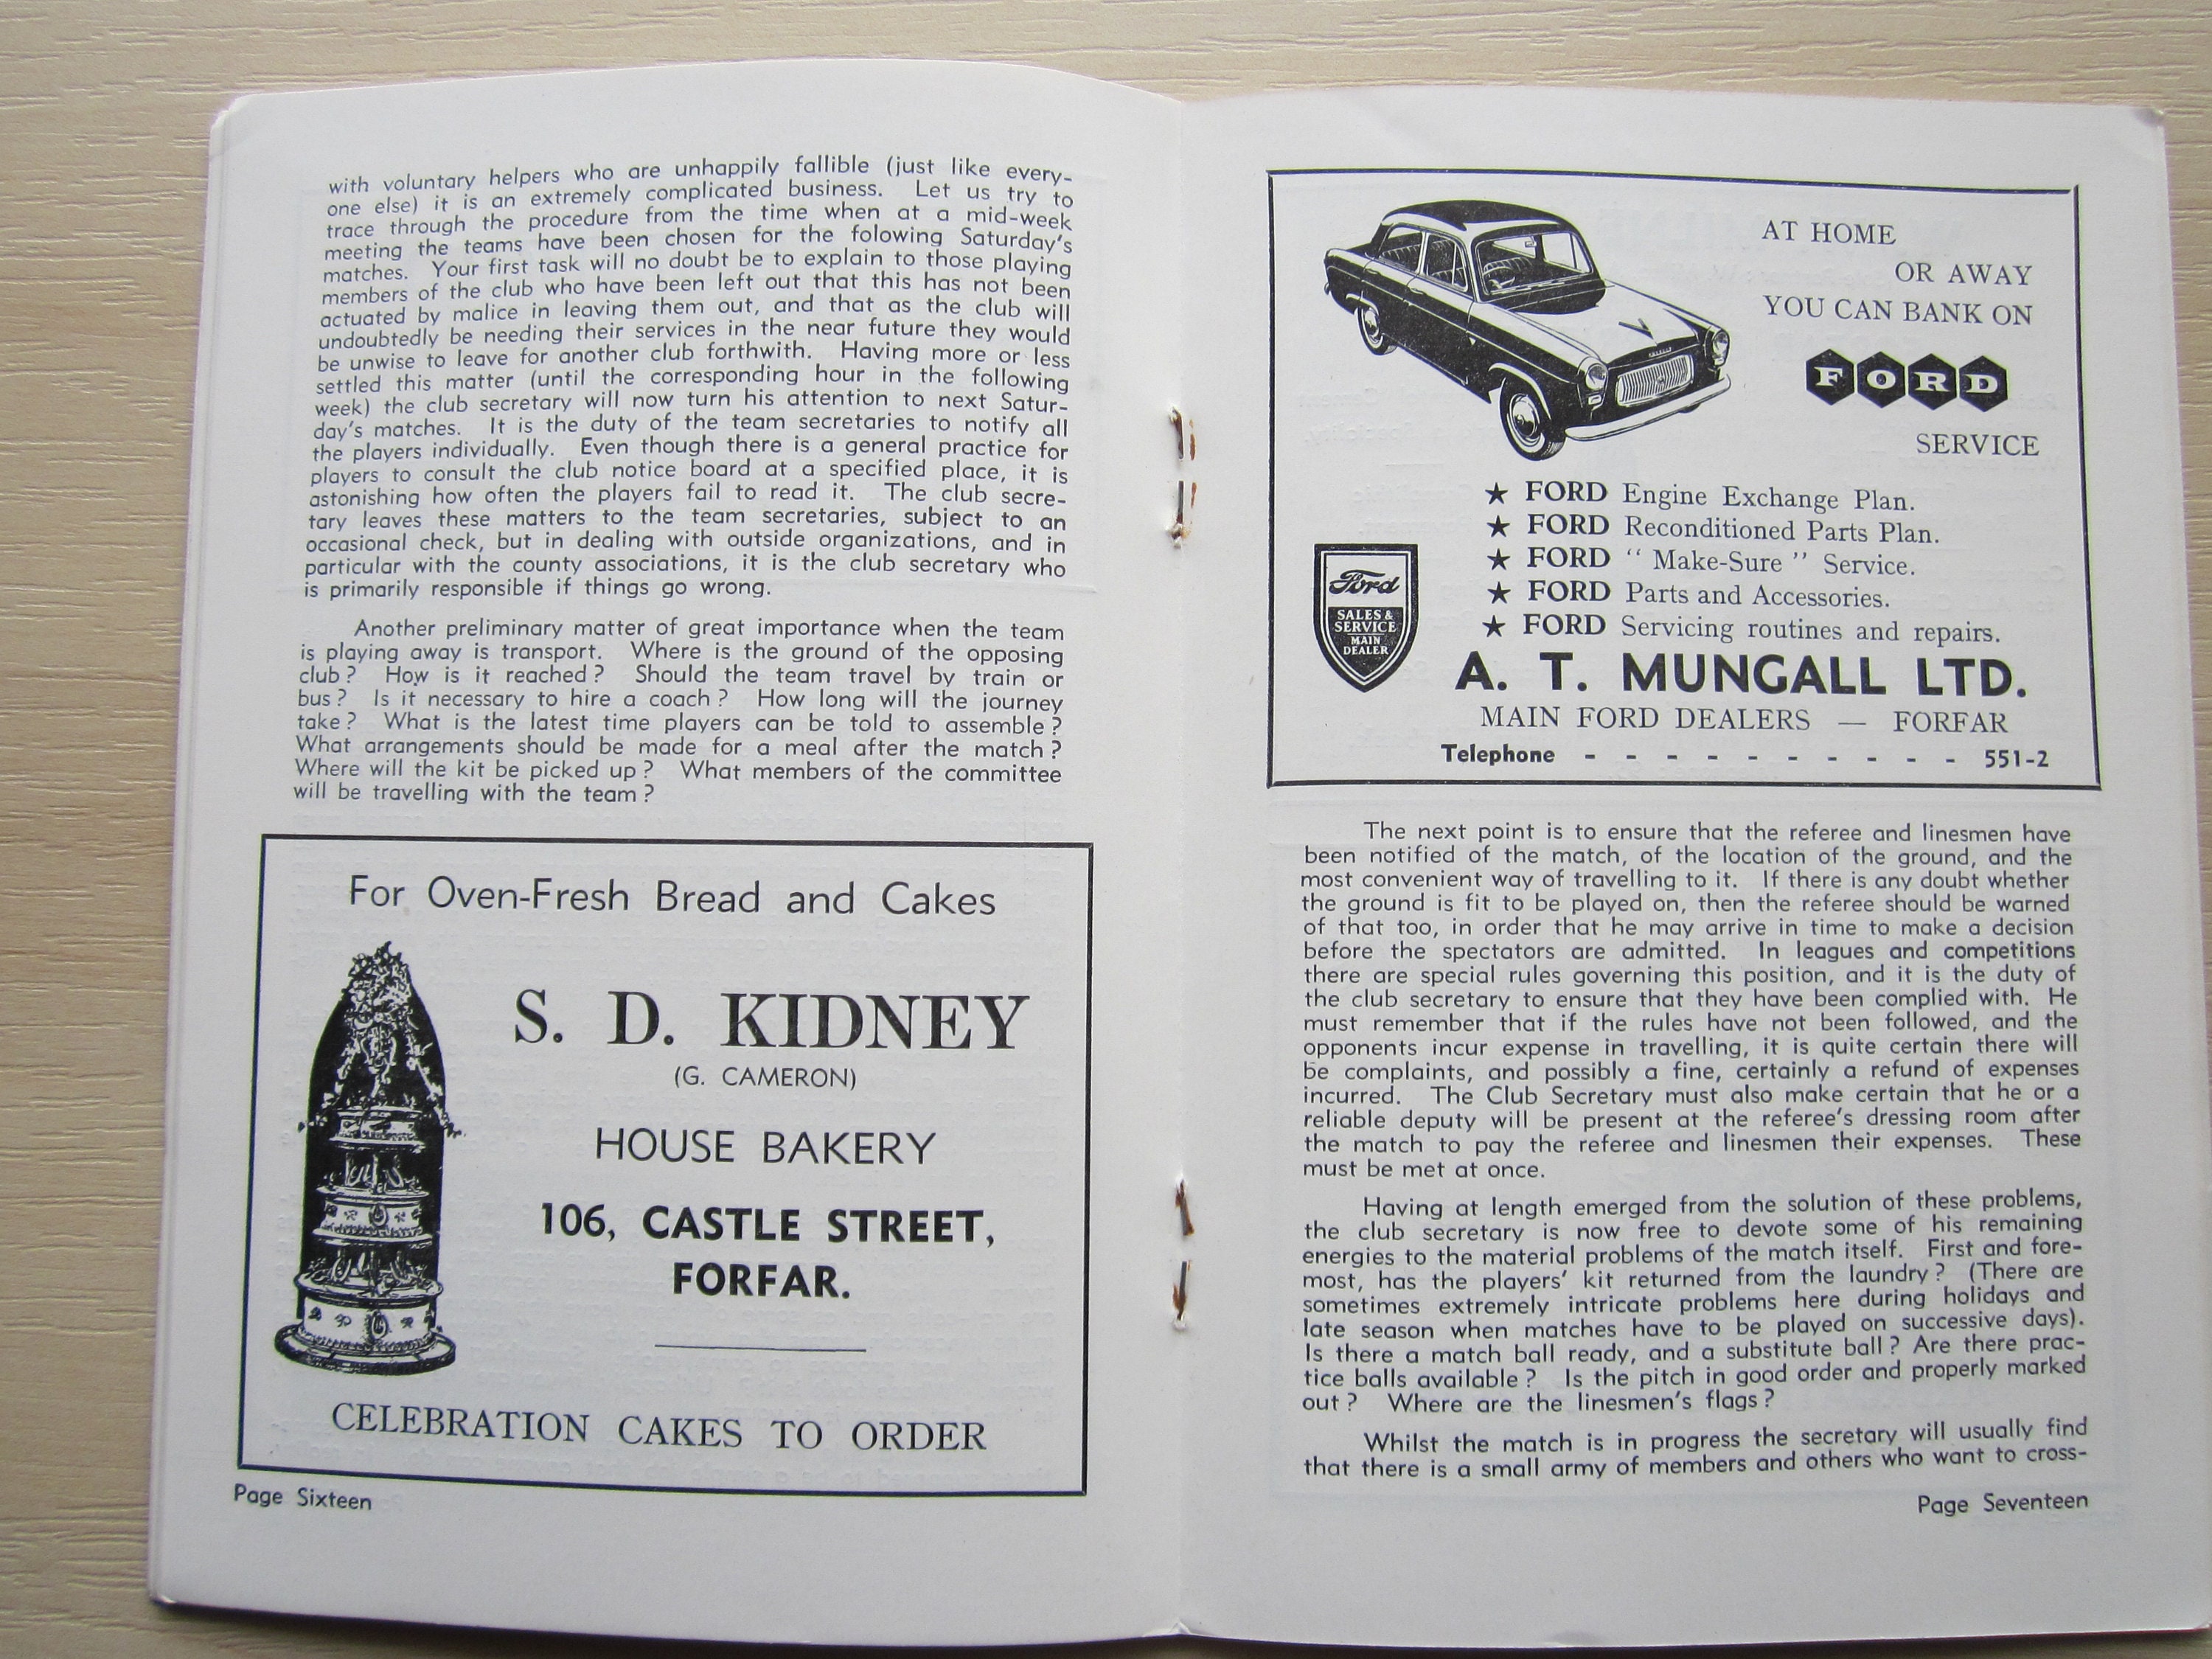 with voluntary helpers who are unhappily fallible (just like every-
one else) it is an extremely complicated business. Let us try to
trace through the procedure from the time when at a mid-week
meeting the teams have been chosen for the folowing Saturday's
matches. Your first task will no doubt be to explain to those playing
members of the club who have been left out that this has not been
actuated by malice in leaving them out, and that as the club will
undoubtedly be needing their services in the near future they would
be unwise to leave for another club forthwith. Having more or less
settled this matter (until the corresponding hour in the following
week) the club secretary will now turn his attention to next Satur-
day's matches. It is the duty of the team secretaries to notify all
the players individually. Even though there is a general practice for
players to consult the club notice board at a specified place, it is
astonishing how often the players fail to read it. The club secre-
tary leaves these matters to the team secretaries, subject to an
occasional check, but in dealing with outside organizations, and in
particular with the county associations, it is the club secretary who
is primarily responsible if things go wrong.
Another preliminary matter of great importance when the team
is playing away is transport. Where is the ground of the opposing
club? How is it reached? Should the team travel by train or
bus? Is it necessary to hire a coach? How long will the journey
take? What is the latest time players can be told to assemble?
What arrangements should be made for a meal after the match?
Where will the kit be picked up? What members of the committee
will be travelling with the team?
For Oven-Fresh Bread and Cakes
S. D. KIDNEY
(G. CAMERON)
HOUSE BAKERY
106, CASTLE STREET,
FORFAR.
CELEBRATION CAKES TO ORDER
Page Sixteen
AT HOME
OR AWAY
YOU CAN BANK ON
FORD
SERVICE
★ FORD Engine Exchange Plan.
★ FORD Reconditioned Parts Plan.
★ FORD "Make-Sure" Service.
★ FORD Parts and Accessories.
★ FORD Servicing routines and repairs.
Ford
SALES &
SERVICE
MAIN
DEALER
A. T. MUNGALL LTD.
MAIN FORD DEALERS — FORFAR
Telephone - - - - - - - - - - 551-2
The next point is to ensure that the referee and linesmen have
been notified of the match, of the location of the ground, and the
most convenient way of travelling to it. If there is any doubt whether
the ground is fit to be played on, then the referee should be warned
of that too, in order that he may arrive in time to make a decision
before the spectators are admitted. In leagues and competitions
there are special rules governing this position, and it is the duty of
the club secretary to ensure that they have been complied with. He
must remember that if the rules have not been followed, and the
opponents incur expense in travelling, it is quite certain there will
be complaints, and possibly a fine, certainly a refund of expenses
incurred. The Club Secretary must also make certain that he or a
reliable deputy will be present at the referee's dressing room after
the match to pay the referee and linesmen their expenses. These
must be met at once.
Having at length emerged from the solution of these problems,
the club secretary is now free to devote some of his remaining
energies to the material problems of the match itself. First and fore-
most, has the players' kit returned from the laundry? (There are
sometimes extremely intricate problems here during holidays and
late season when matches have to be played on successive days).
Is there a match ball ready, and a substitute ball? Are there prac-
tice balls available? Is the pitch in good order and properly marked
out? Where are the linesmen's flags?
Whilst the match is in progress the secretary will usually find
that there is a small army of members and others who want to cross-
Page Seventeen